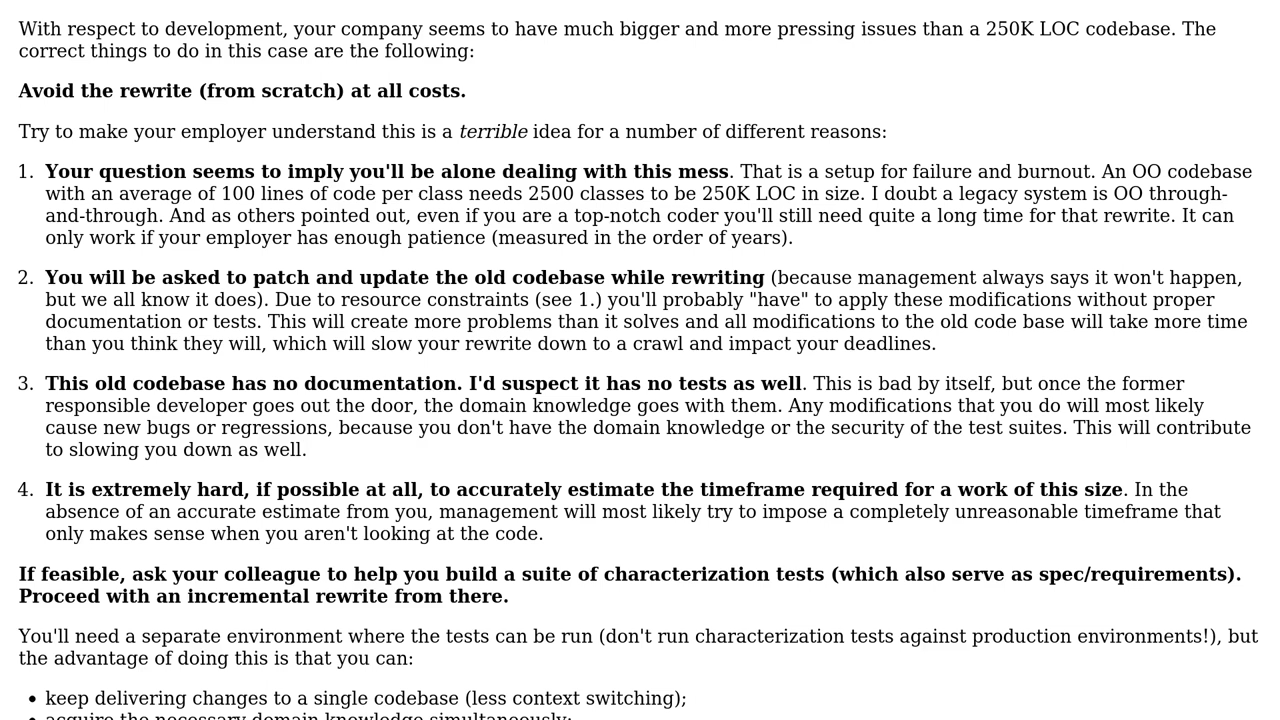 With respect to development, your company seems to have much bigger and more pressing issues than a 250K LOC codebase. The
correct things to do in this case are the following:
Avoid the rewrite (from scratch) at all costs.
Try to make your employer understand this is a terrible idea for a number of different reasons:
1. Your question seems to imply you'll be alone dealing with this mess. That is a setup for failure and burnout. An OO codebase
with an average of 100 lines of code per class needs 2500 classes to be 250K LOC in size. I doubt a legacy system is OO through-
and-through. And as others pointed out, even if you are a top-notch coder you'll still need quite a long time for that rewrite. It can
only work if your employer has enough patience (measured in the order of years).
2. You will be asked to patch and update the old codebase while rewriting (because management always says it won't happen,
but we all know it does). Due to resource constraints (see 1.) you'll probably "have" to apply these modifications without proper
documentation or tests. This will create more problems than it solves and all modifications to the old code base will take more time
than you think they will, which will slow your rewrite down to a crawl and impact your deadlines.
3. This old codebase has no documentation. I'd suspect it has no tests as well. This is bad by itself, but once the former
responsible developer goes out the door, the domain knowledge goes with them. Any modifications that you do will most likely
cause new bugs or regressions, because you don't have the domain knowledge or the security of the test suites. This will contribute
to slowing you down as well.
4. It is extremely hard, if possible at all, to accurately estimate the timeframe required for a work of this size. In the
absence of an accurate estimate from you, management will most likely try to impose a completely unreasonable timeframe that
only makes sense when you aren't looking at the code.
If feasible, ask your colleague to help you build a suite of characterization tests (which also serve as spec/requirements).
Proceed with an incremental rewrite from there.
You'll need a separate environment where the tests can be run (don't run characterization tests against production environments!), but
the advantage of doing this is that you can:
• keep delivering changes to a single codebase (less context switching);
• acquire the necessary domain knowledge simultaneously;